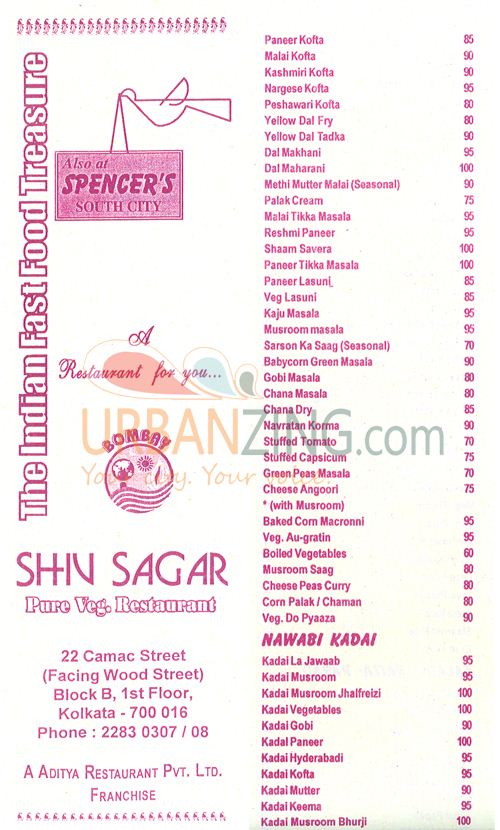 The Indian Fast Food Treasure
Also at
SPENCER'S
SOUTH CITY
A
Restaurant for you...
URBANZING.com
Your city. Your voice.
BOMBAY
SHIV SAGAR
Pure Veg. Restaurant
22 Camac Street
(Facing Wood Street)
Block B, 1st Floor,
Kolkata - 700 016
Phone : 2283 0307 / 08
A ADITYA RESTAURANT PVT. LTD.
FRANCHISE
Paneer Kofta 85
Malai Kofta 90
Kashmiri Kofta 90
Nargese Kofta 95
Peshawari Kofta 80
Yellow Dal Fry 80
Yellow Dal Tadka 90
Dal Makhani 95
Dal Maharani 100
Methi Mutter Malai (Seasonal) 90
Palak Cream 75
Malai Tikka Masala 95
Reshmi Paneer 95
Shaam Savera 100
Paneer Tikka Masala 100
Paneer Lasuni 85
Veg Lasuni 85
Kaju Masala 95
Musroom masala 95
Sarson Ka Saag (Seasonal) 70
Babycorn Green Masala 90
Gobi Masala 80
Chana Masala 80
Chana Dry 85
Navratan Korma 90
Stuffed Tomato 70
Stuffed Capsicum 75
Green Peas Masala 70
Cheese Angoori 75
* (with Musroom)
Baked Corn Macronni 95
Veg. Au-gratin 95
Boiled Vegetables 60
Musroom Saag 80
Cheese Peas Curry 80
Corn Palak / Chaman 80
Veg. Do Pyaaza 90
NAWABI KADAI
Kadai La Jawaab 95
Kadai Musroom 95
Kadai Musroom Jhalfreizi 100
Kadai Vegetables 100
Kadai Gobi 90
Kadal Paneer 100
Kadai Hyderabadi 95
Kadai Kofta 95
Kadai Mutter 90
Kadai Keema 95
Kadai Musroom Bhurji 100